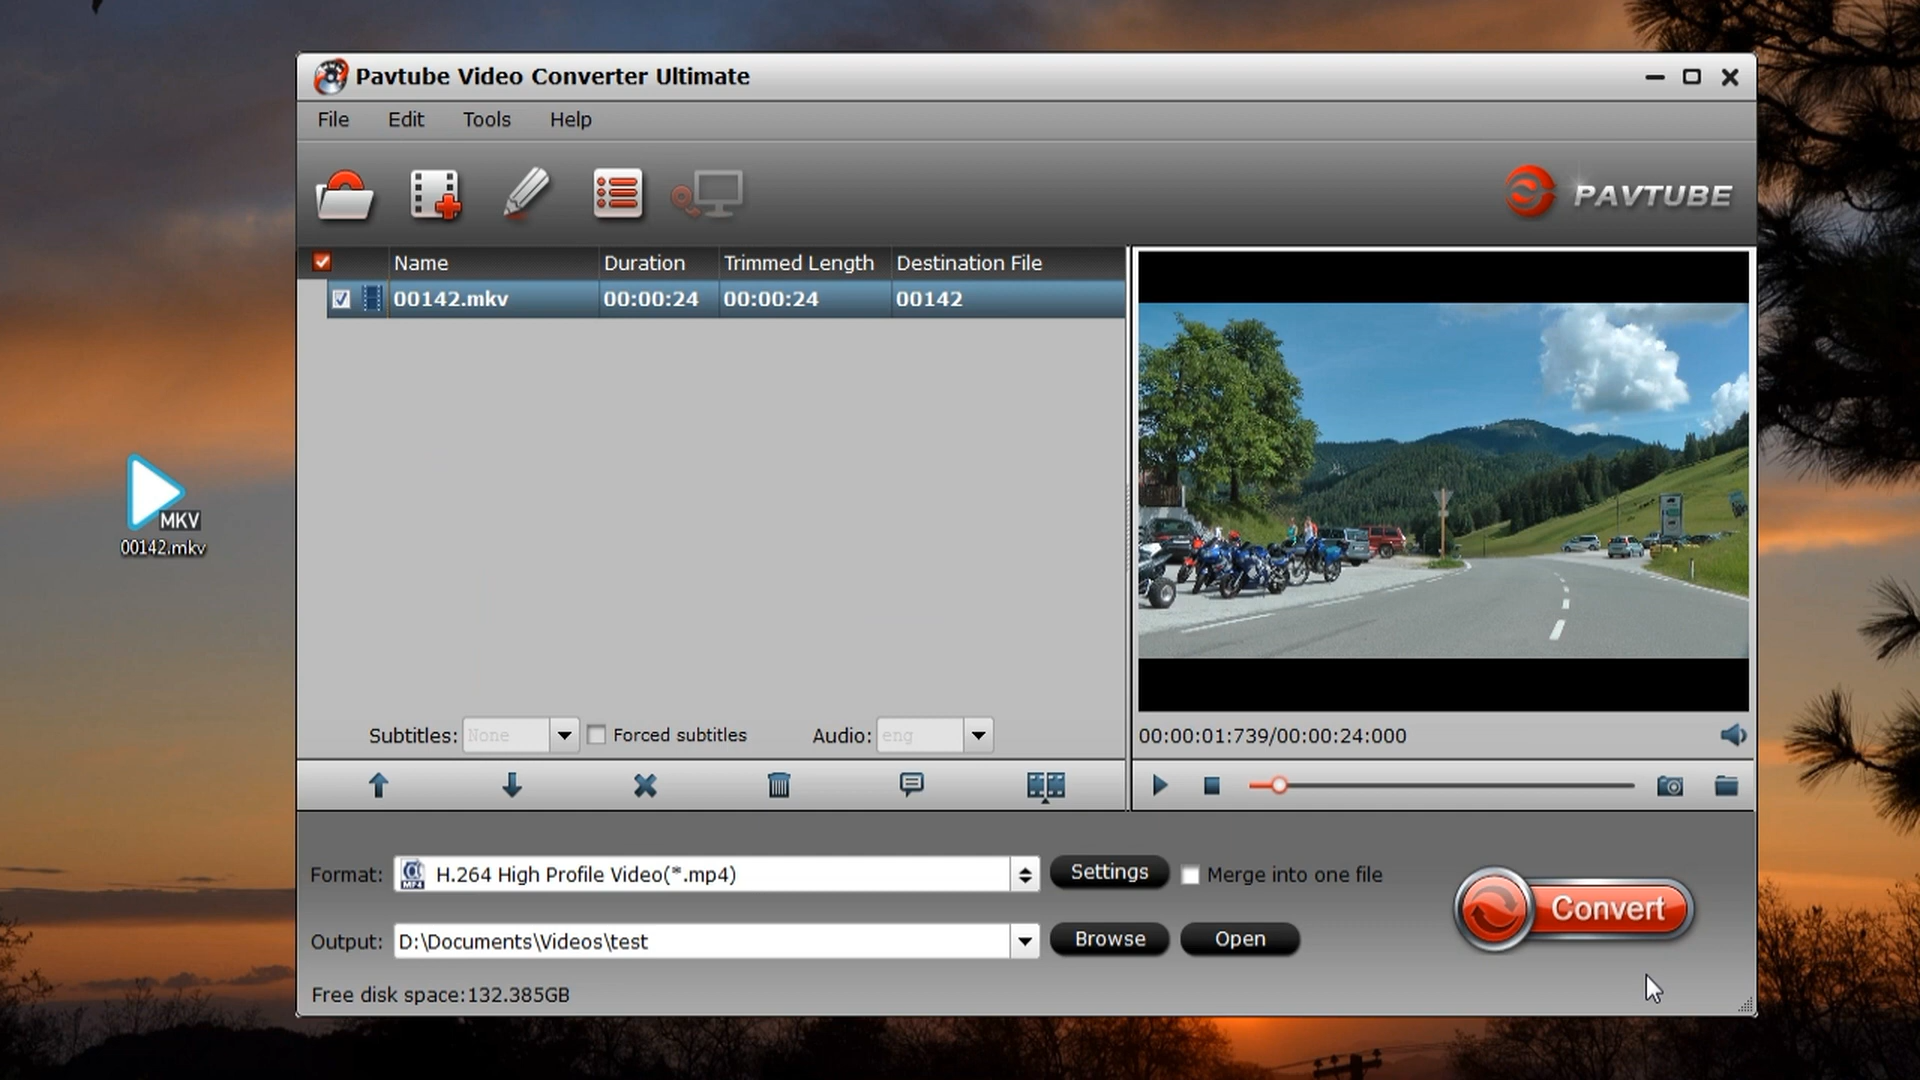 Pavtube Video Converter Ultimate
File Edit Tools Help
PAVTUBE
Name Duration Trimmed Length Destination File
00142.mkv 00:00:24 00:00:24 00142
MKV
00142.mkv
Subtitles: None Forced subtitles Audio: eng
00:00:01:739/00:00:24:000
Format: MP4 H.264 High Profile Video(*.mp4) Settings Merge into one file
Convert
Output: D:\Documents\Videos\test Browse Open
Free disk space:132.385GB